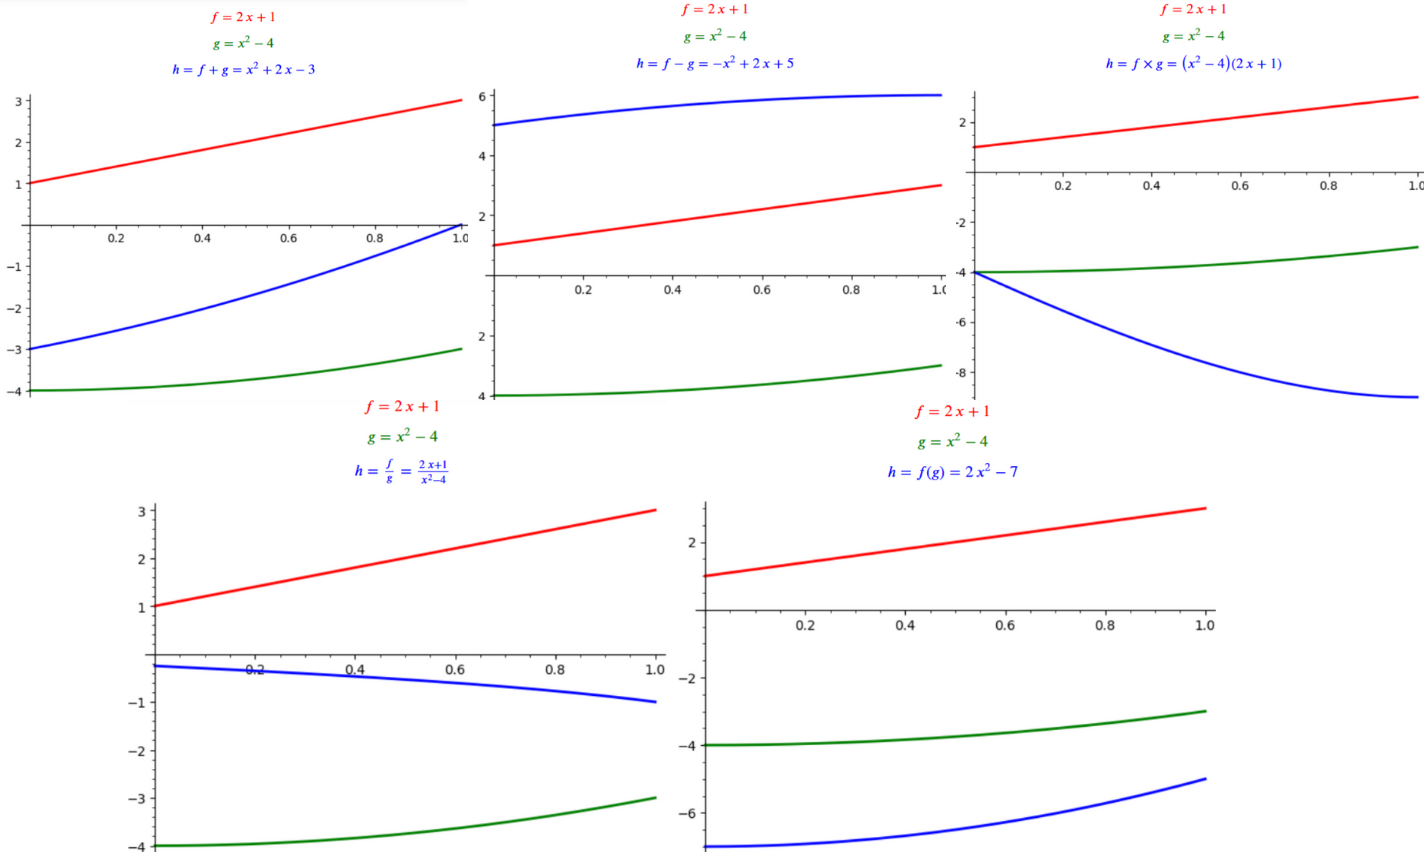 f = 2x + 1
g = x² − 4
h = f + g = x² + 2x − 3
3
2
1
0.2 0.4 0.6 0.8 1.0
−1
−2
−3
−4
f = 2x + 1
g = x² − 4
h = f − g = −x² + 2x + 5
6
4
2
0.2 0.4 0.6 0.8 1.0
2
4
f = 2x + 1
g = x² − 4
h = f × g = (x² − 4)(2x + 1)
2
0.2 0.4 0.6 0.8 1.0
-2
-4
-6
-8
f = 2x + 1
g = x² − 4
h = f/g = (2x+1)/(x²−4)
3
2
1
0.2 0.4 0.6 0.8 1.0
−1
−2
−3
−4
f = 2x + 1
g = x² − 4
h = f(g) = 2x² − 7
2
0.2 0.4 0.6 0.8 1.0
−2
−4
−6